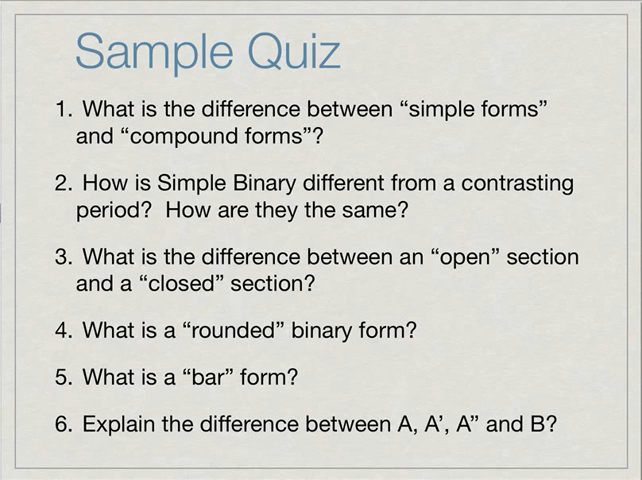 Sample Quiz
1. What is the difference between “simple forms”
and “compound forms”?
2. How is Simple Binary different from a contrasting
period?  How are they the same?
3. What is the difference between an “open” section
and a “closed” section?
4. What is a “rounded” binary form?
5. What is a “bar” form?
6. Explain the difference between A, A’, A” and B?